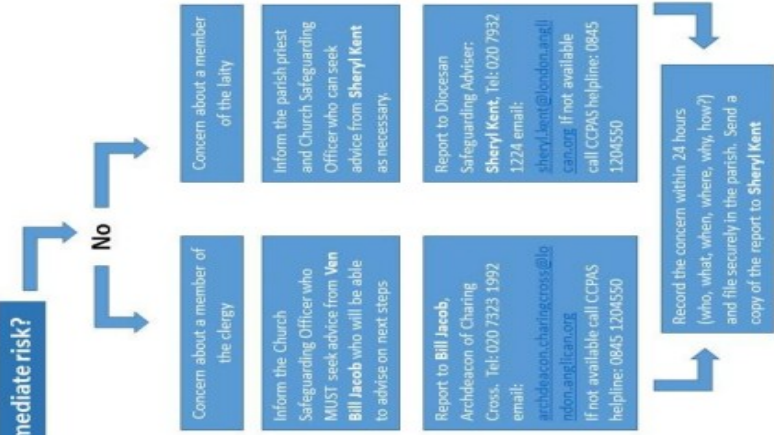 mediate risk?
No
Concern about a member of
the clergy
Inform the Church
Safeguarding Officer who
MUST seek advice from Ven
Bill Jacob who will be able
to advise on next steps
Report to Bill Jacob,
Archdeacon of Charing
Cross. Tel: 020 7323 1992
email:
archdeacon.charingcross@lo
ndon.anglican.org
If not available call CCPAS
helpline: 0845 1204550
Concern about a member
of the laity
Inform the parish priest
and Church Safeguarding
Officer who can seek
advice from Sheryl Kent
as necessary.
Report to Diocesan
Safeguarding Adviser:
Sheryl Kent, Tel: 020 7932
1224 email:
sheryl.kent@london.angli
can.org If not available
call CCPAS helpline: 0845
1204550
Record the concern within 24 hours
(who, what, when, where, why, how?)
and file securely in the parish. Send a
copy of the report to Sheryl Kent